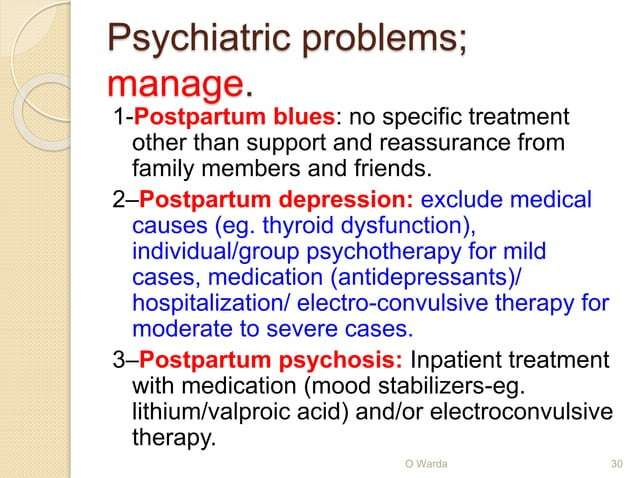 Psychiatric problems;
manage.
1-Postpartum blues: no specific treatment
other than support and reassurance from
family members and friends.
2–Postpartum depression: exclude medical
causes (eg. thyroid dysfunction),
individual/group psychotherapy for mild
cases, medication (antidepressants)/
hospitalization/ electro-convulsive therapy for
moderate to severe cases.
3–Postpartum psychosis: Inpatient treatment
with medication (mood stabilizers-eg.
lithium/valproic acid) and/or electroconvulsive
therapy.
O Warda 30